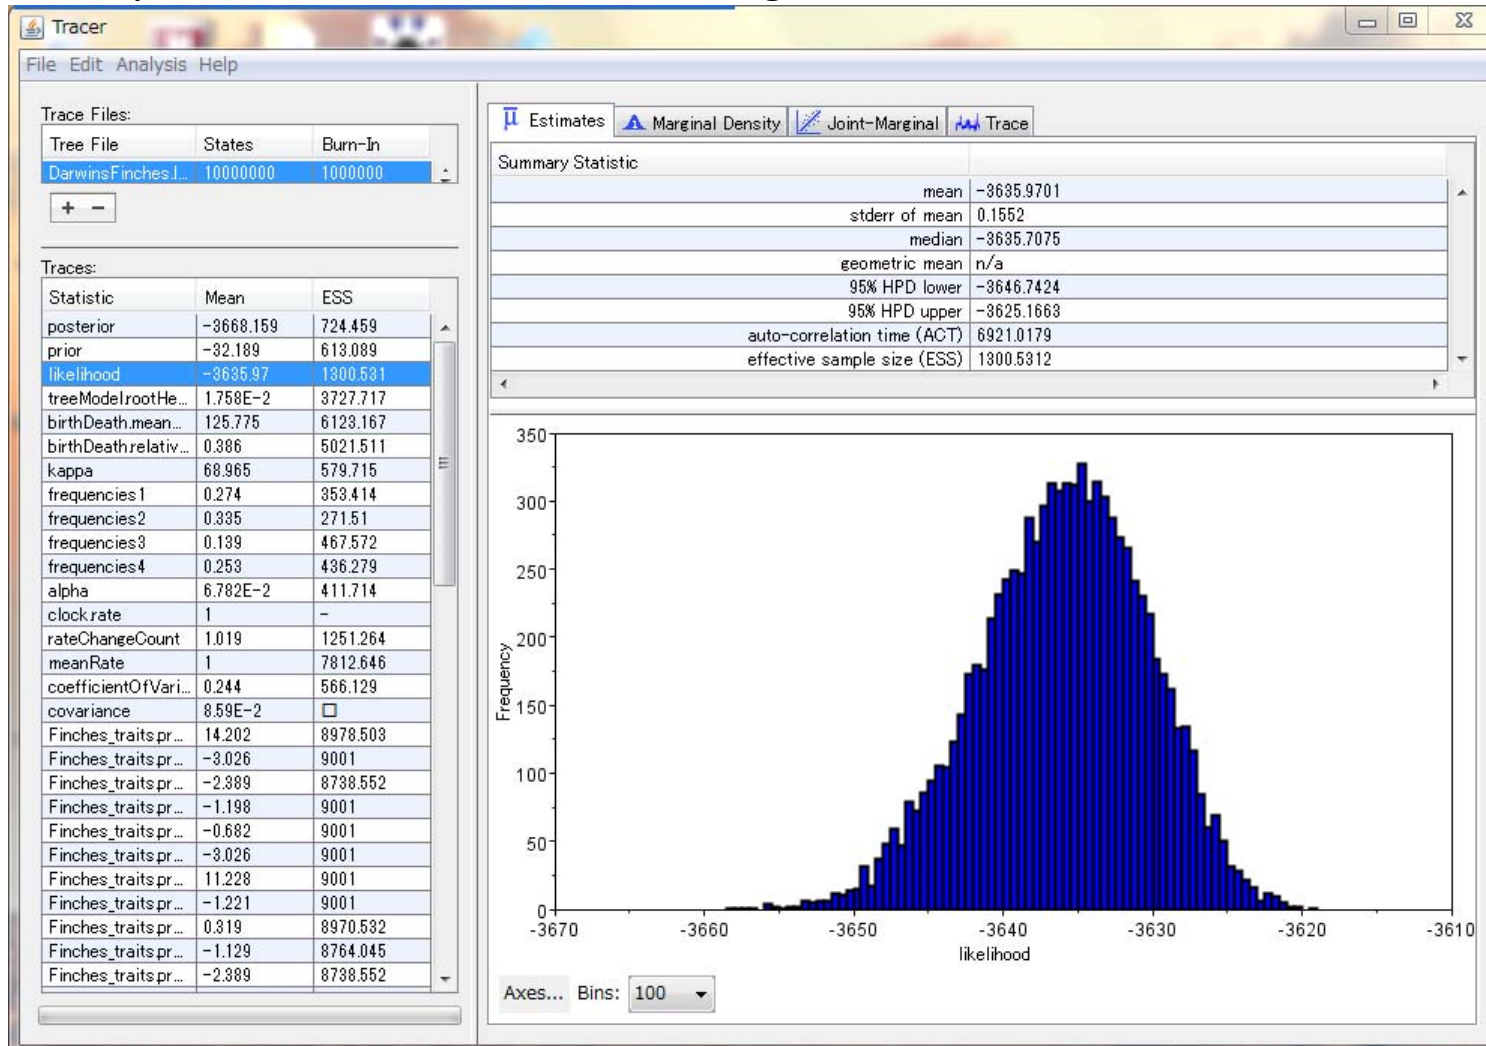 Tracer
File Edit Analysis Help
Trace Files:
Tree File States Burn-In
DarwinsFinches.l... 10000000 1000000
+ -
Traces:
Statistic Mean ESS
posterior -3668.159 724.459
prior -32.189 613.089
likelihood -3635.97 1300.531
treeModel.rootHe... 1.758E-2 3727.717
birthDeath.mean... 125.775 6123.167
birthDeath.relativ... 0.386 5021.511
kappa 68.965 579.715
frequencies1 0.274 353.414
frequencies2 0.335 271.51
frequencies3 0.139 467.572
frequencies4 0.253 436.279
alpha 6.782E-2 411.714
clock.rate 1 -
rateChangeCount 1.019 1251.264
meanRate 1 7812.646
coefficientOfVari... 0.244 566.129
covariance 8.59E-2 □
Finches_traits.pr... 14.202 8978.503
Finches_traits.pr... -3.026 9001
Finches_traits.pr... -2.389 8738.552
Finches_traits.pr... -1.198 9001
Finches_traits.pr... -0.682 9001
Finches_traits.pr... -3.026 9001
Finches_traits.pr... 11.228 9001
Finches_traits.pr... -1.221 9001
Finches_traits.pr... 0.319 8970.532
Finches_traits.pr... -1.129 8764.045
Finches_traits.pr... -2.389 8738.552
Estimates Marginal Density Joint-Marginal Trace
Summary Statistic
mean -3635.9701
stderr of mean 0.1552
median -3635.7075
geometric mean n/a
95% HPD lower -3646.7424
95% HPD upper -3625.1663
auto-correlation time (ACT) 6921.0179
effective sample size (ESS) 1300.5312
350
300
250
200
150
100
50
0
Frequency
-3670 -3660 -3650 -3640 -3630 -3620 -3610
likelihood
Axes... Bins: 100